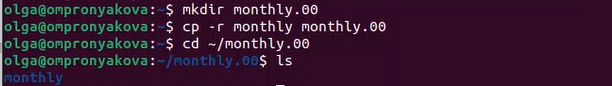 olga@ompronyakova:~$ mkdir monthly.00
olga@ompronyakova:~$ cp -r monthly monthly.00
olga@ompronyakova:~$ cd ~/monthly.00
olga@ompronyakova:~/monthly.00$ ls
monthly